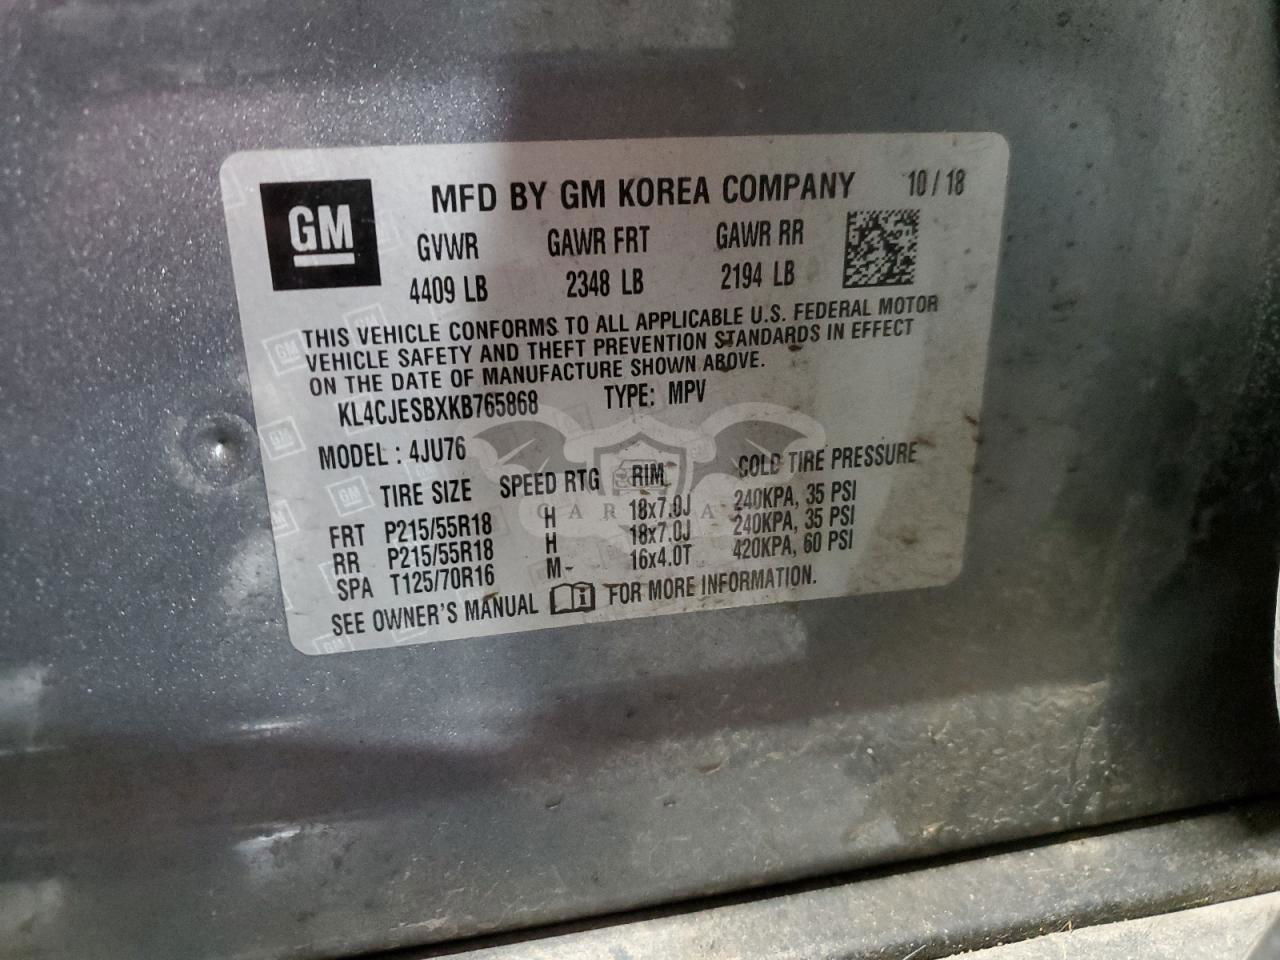 GM
MFD BY GM KOREA COMPANY 10 / 18
GVWR GAWR FRT GAWR RR
4409 LB 2348 LB 2194 LB
THIS VEHICLE CONFORMS TO ALL APPLICABLE U.S. FEDERAL MOTOR
VEHICLE SAFETY AND THEFT PREVENTION STANDARDS IN EFFECT
ON THE DATE OF MANUFACTURE SHOWN ABOVE.
KL4CJESBXKB765868 TYPE: MPV
MODEL : 4JU76
TIRE SIZE SPEED RTG RIM COLD TIRE PRESSURE
FRT P215/55R18 H 18x7.0J 240KPA, 35 PSI
RR P215/55R18 H 18x7.0J 240KPA, 35 PSI
SPA T125/70R16 M- 16x4.0T 420KPA, 60 PSI
SEE OWNER'S MANUAL i FOR MORE INFORMATION.